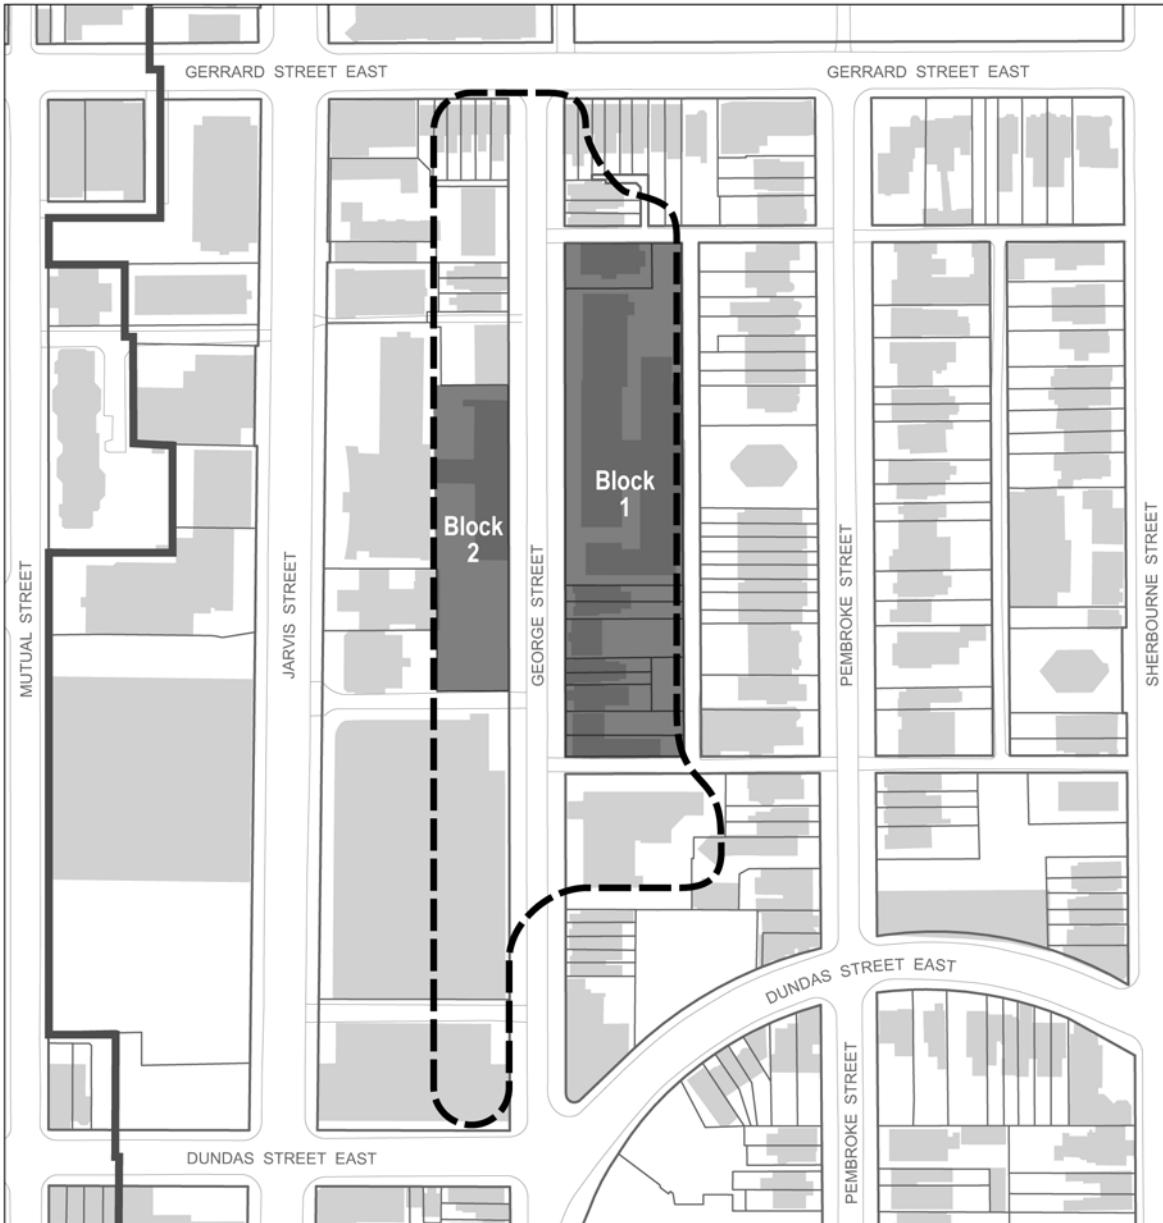 GERRARD STREET EAST
GERRARD STREET EAST
Block
1
Block
2
MUTUAL STREET
JARVIS STREET
GEORGE STREET
PEMBROKE STREET
SHERBOURNE STREET
DUNDAS STREET EAST
PEMBROKE STREET
DUNDAS STREET EAST